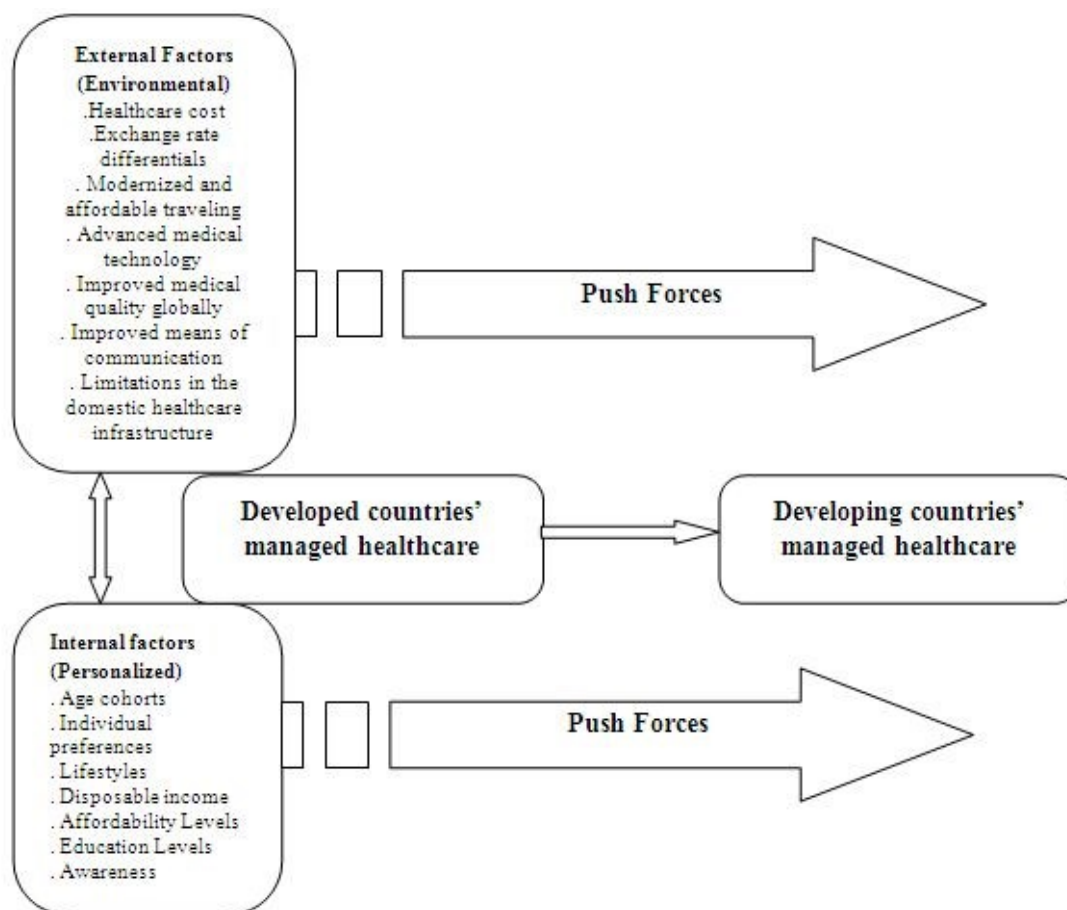 External Factors
(Environmental)
.Healthcare cost
.Exchange rate
differentials
. Modernized and
affordable traveling
. Advanced medical
technology
. Improved medical
quality globally
. Improved means of
communication
. Limitations in the
domestic healthcare
infrastructure
Push Forces
Developed countries’
managed healthcare
Developing countries’
managed healthcare
Internal factors
(Personalized)
. Age cohorts
. Individual
preferences
. Lifestyles
. Disposable income
. Affordability Levels
. Education Levels
. Awareness
Push Forces